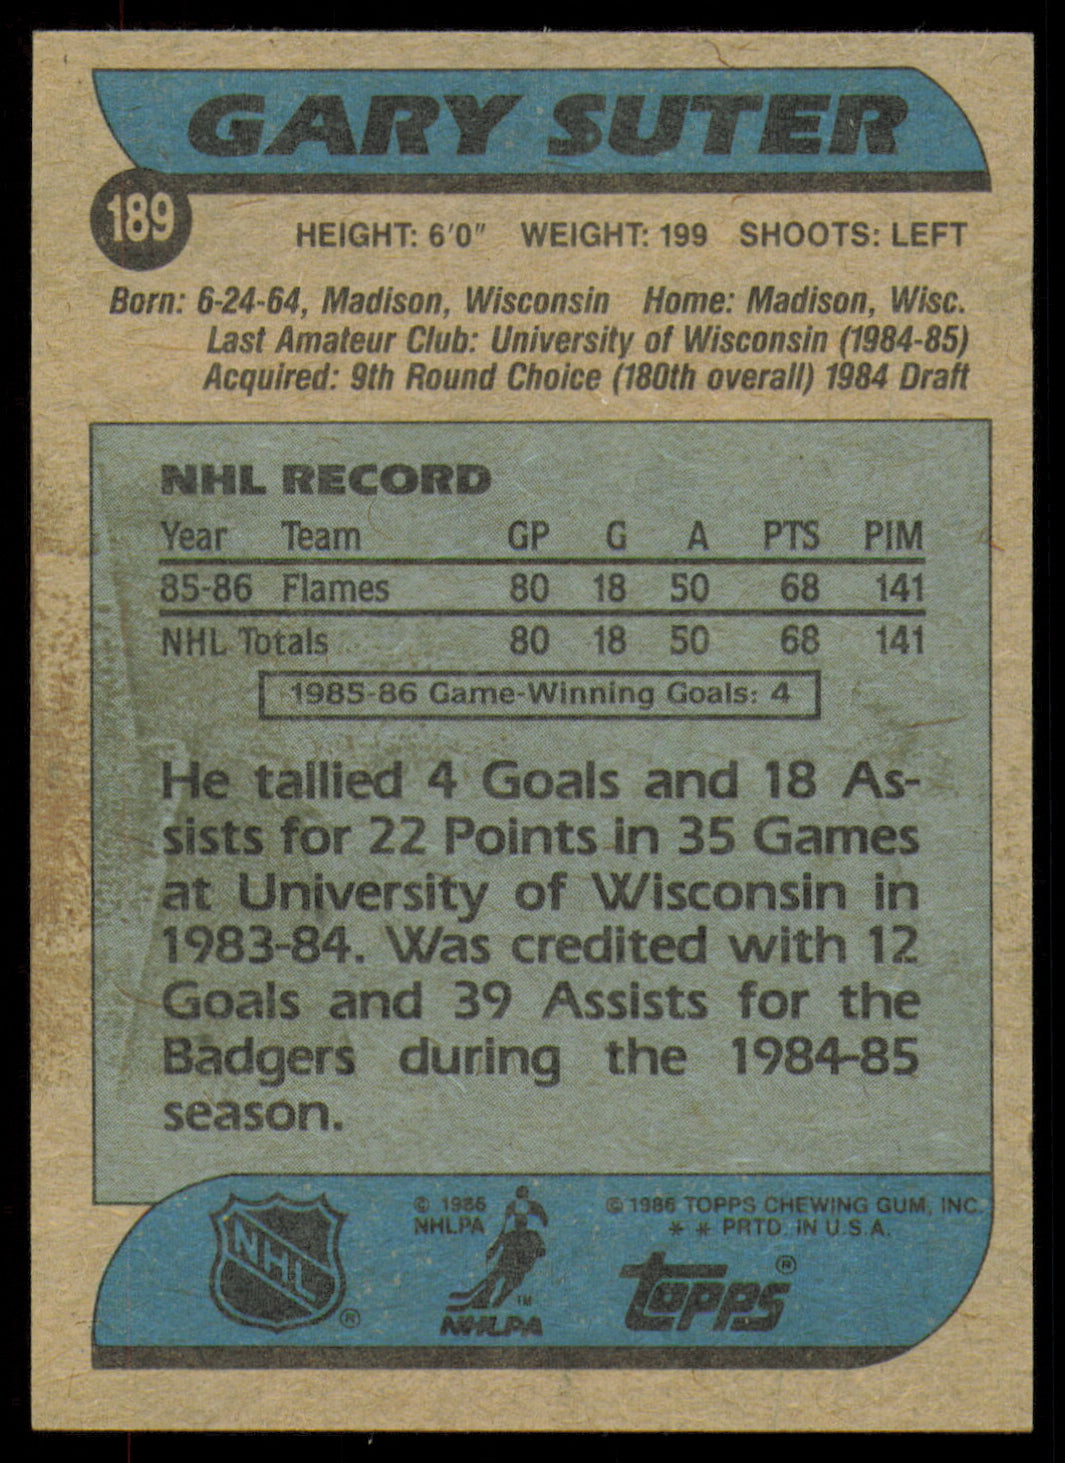 GARY SUTER
189
HEIGHT: 6'0" WEIGHT: 199 SHOOTS: LEFT
Born: 6-24-64, Madison, Wisconsin Home: Madison, Wisc.
Last Amateur Club: University of Wisconsin (1984-85)
Acquired: 9th Round Choice (180th overall) 1984 Draft
NHL RECORD
Year Team GP G A PTS PIM
85-86 Flames 80 18 50 68 141
NHL Totals 80 18 50 68 141
1985-86 Game-Winning Goals: 4
He tallied 4 Goals and 18 As-
sists for 22 Points in 35 Games
at University of Wisconsin in
1983-84. Was credited with 12
Goals and 39 Assists for the
Badgers during the 1984-85
season.
NHL ®
© 1986
NHLPA
TM
NHLPA
© 1986 TOPPS CHEWING GUM, INC.
* * PRTD. IN U.S.A.
topps ®